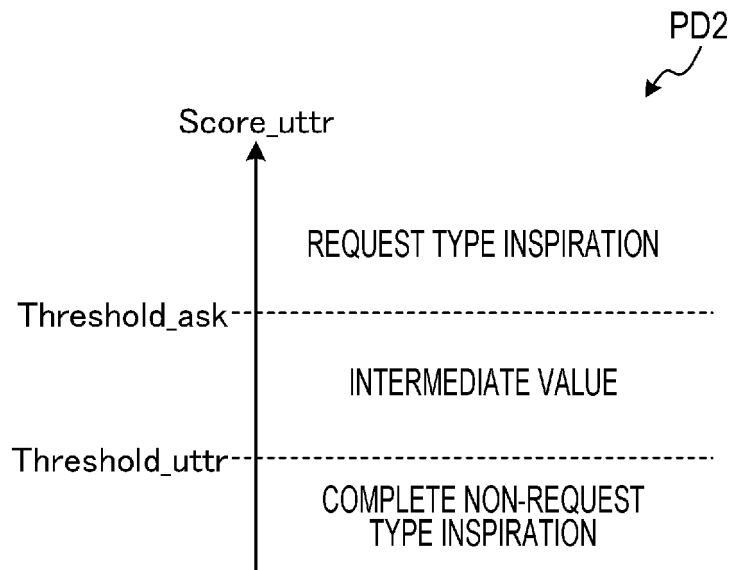 PD2
Score_uttr
REQUEST TYPE INSPIRATION
Threshold_ask
INTERMEDIATE VALUE
Threshold_uttr
COMPLETE NON-REQUEST
TYPE INSPIRATION